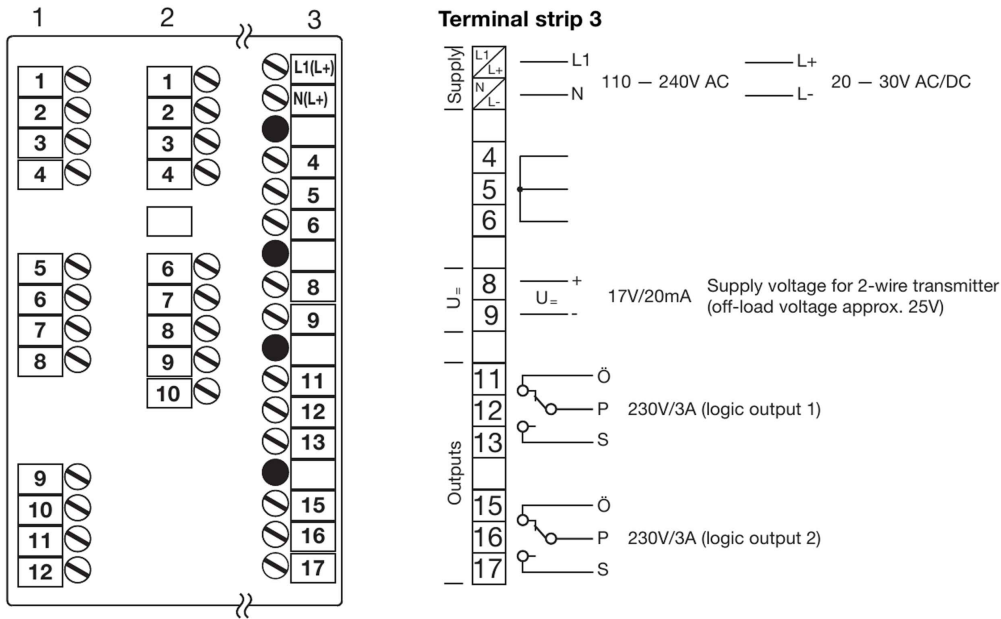 1 2 3
1 1 L1(L+)
2 2 N(L+)
3 3
4 4 4
5
6
5 6 8
6 7 9
7 8
8 9 11
10 12
13
9
10 15
11 16
12 17
Terminal strip 3
Supply
L1 L+
L1
110 — 240V AC
L+
20 — 30V AC/DC
N L-
N
L-
4
5
6
U=
8
U=
+
17V/20mA
Supply voltage for 2-wire transmitter
9
-
(off-load voltage approx. 25V)
Outputs
11 Ö
12 P 230V/3A (logic output 1)
13 S
15 Ö
16 P 230V/3A (logic output 2)
17 S